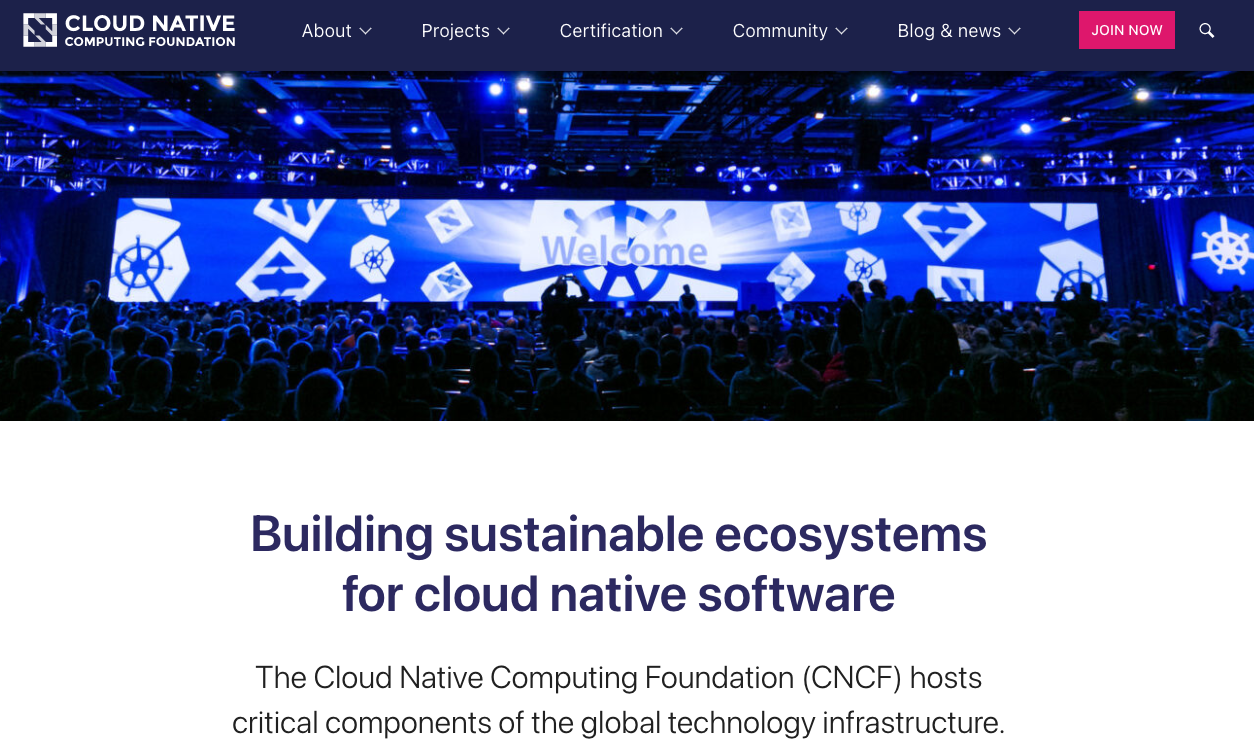 CLOUD NATIVE
COMPUTING FOUNDATION
About
Projects
Certification
Community
Blog & news
JOIN NOW
Welcome
Building sustainable ecosystems
for cloud native software
The Cloud Native Computing Foundation (CNCF) hosts
critical components of the global technology infrastructure.